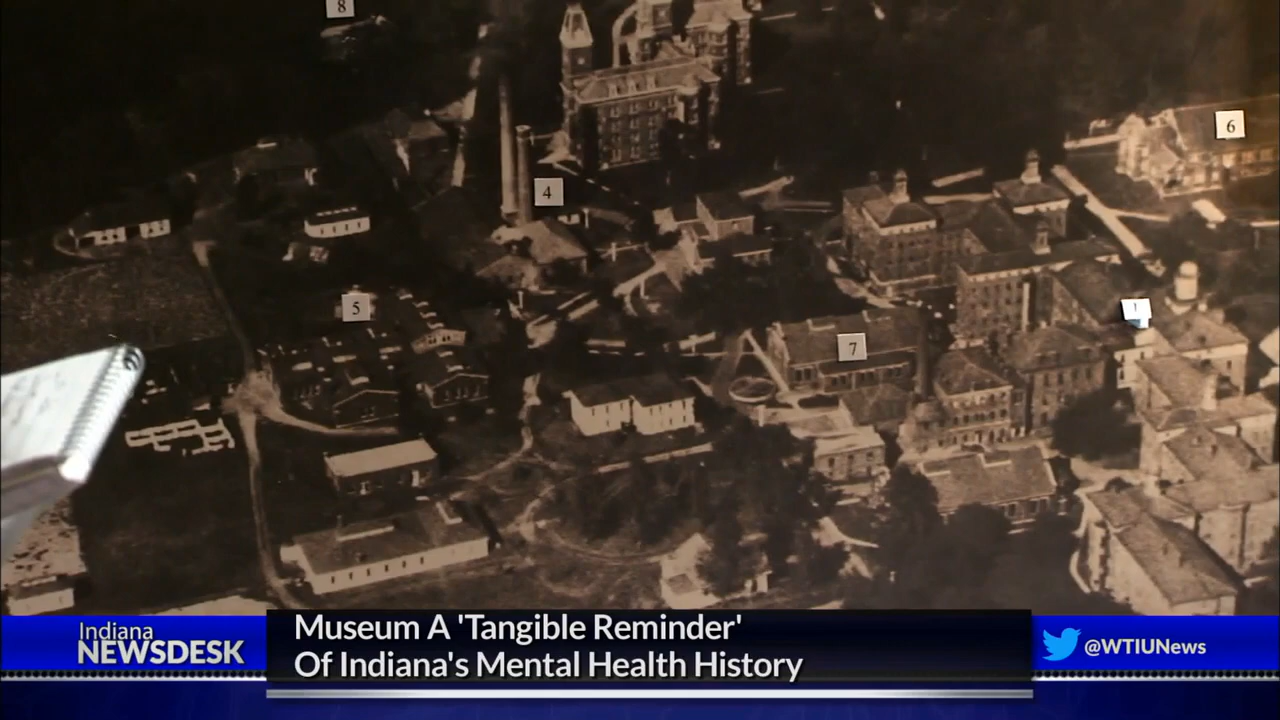 8
6
4
5
1
7
Indiana
NEWSDESK
Museum A 'Tangible Reminder'
Of Indiana's Mental Health History
@WTIUNews